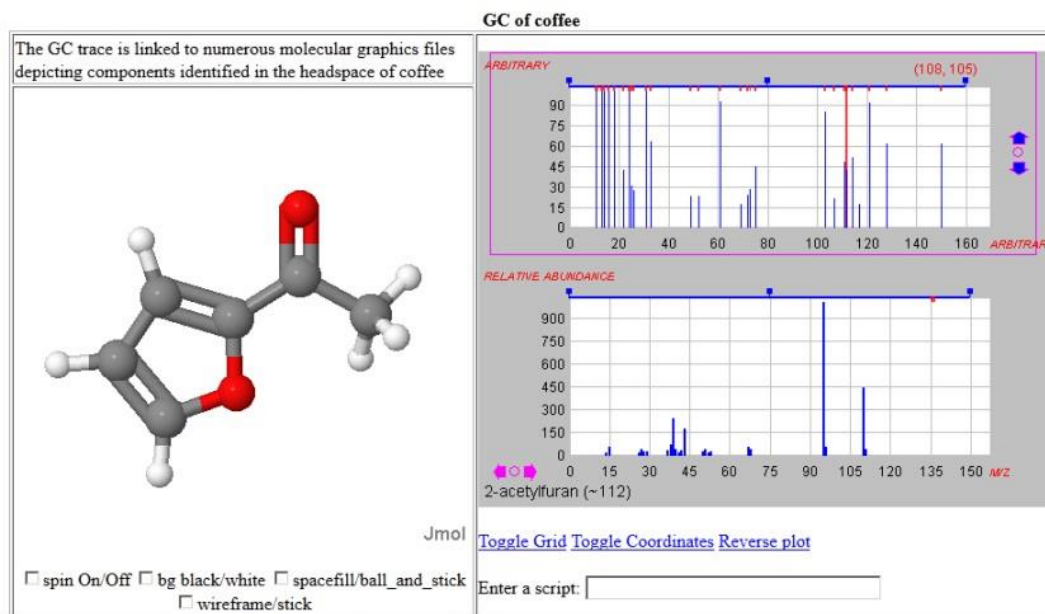 GC of coffee
The GC trace is linked to numerous molecular graphics files
depicting components identified in the headspace of coffee
ARBITRARY
(108, 105)
90
75
60
45
30
15
0
0 20 40 60 80 100 120 140 160 ARBITRAR
RELATIVE ABUNDANCE
900
750
600
450
300
150
0
0 15 30 45 60 75 90 105 120 135 150 M/Z
2-acetylfuran (~112)
Jmol
Toggle Grid Toggle Coordinates Reverse plot
spin On/Off bg black/white spacefill/ball_and_stick
wireframe/stick
Enter a script: